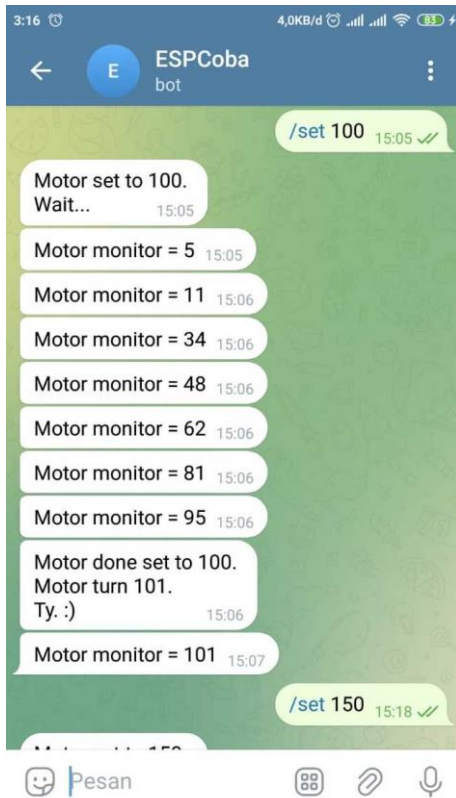 3:16
4,0KB/d
83
E
ESPCoba
bot
/set 100 15:05
Motor set to 100.
Wait... 15:05
Motor monitor = 5 15:05
Motor monitor = 11 15:06
Motor monitor = 34 15:06
Motor monitor = 48 15:06
Motor monitor = 62 15:06
Motor monitor = 81 15:06
Motor monitor = 95 15:06
Motor done set to 100.
Motor turn 101.
Ty. :) 15:06
Motor monitor = 101 15:07
/set 150 15:18
Pesan